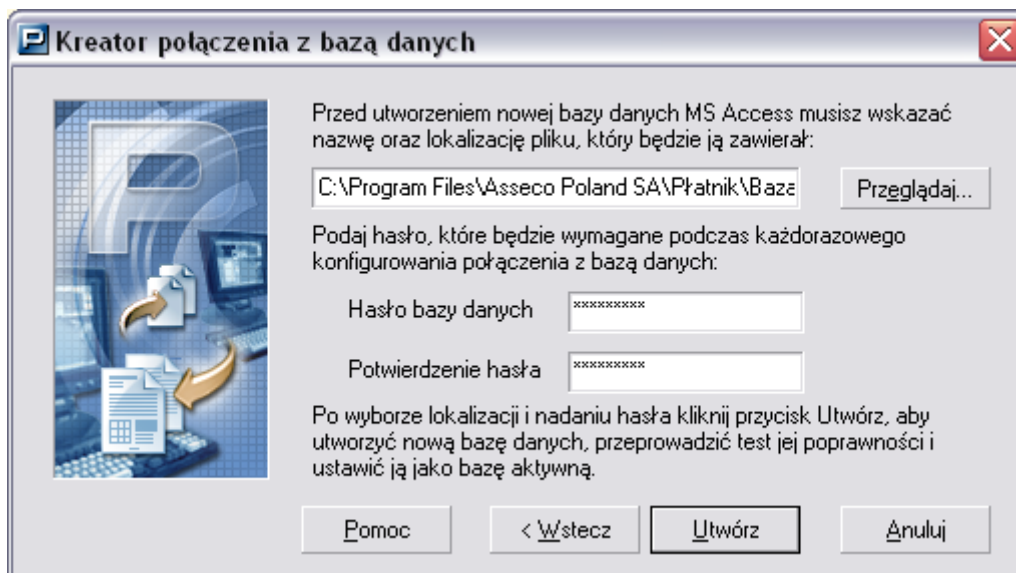 Kreator połączenia z bazą danych
Przed utworzeniem nowej bazy danych MS Access musisz wskazać
nazwę oraz lokalizację pliku, który będzie ją zawierał:
C:\Program Files\Asseco Poland SA\Płatnik\Baza
Przeglądaj...
Podaj hasło, które będzie wymagane podczas każdorazowego
konfigurowania połączenia z bazą danych:
Hasło bazy danych
*********
Potwierdzenie hasła
*********
Po wyborze lokalizacji i nadaniu hasła kliknij przycisk Utwórz, aby
utworzyć nową bazę danych, przeprowadzić test jej poprawności i
ustawić ją jako bazę aktywną.
Pomoc
< Wstecz
Utwórz
Anuluj